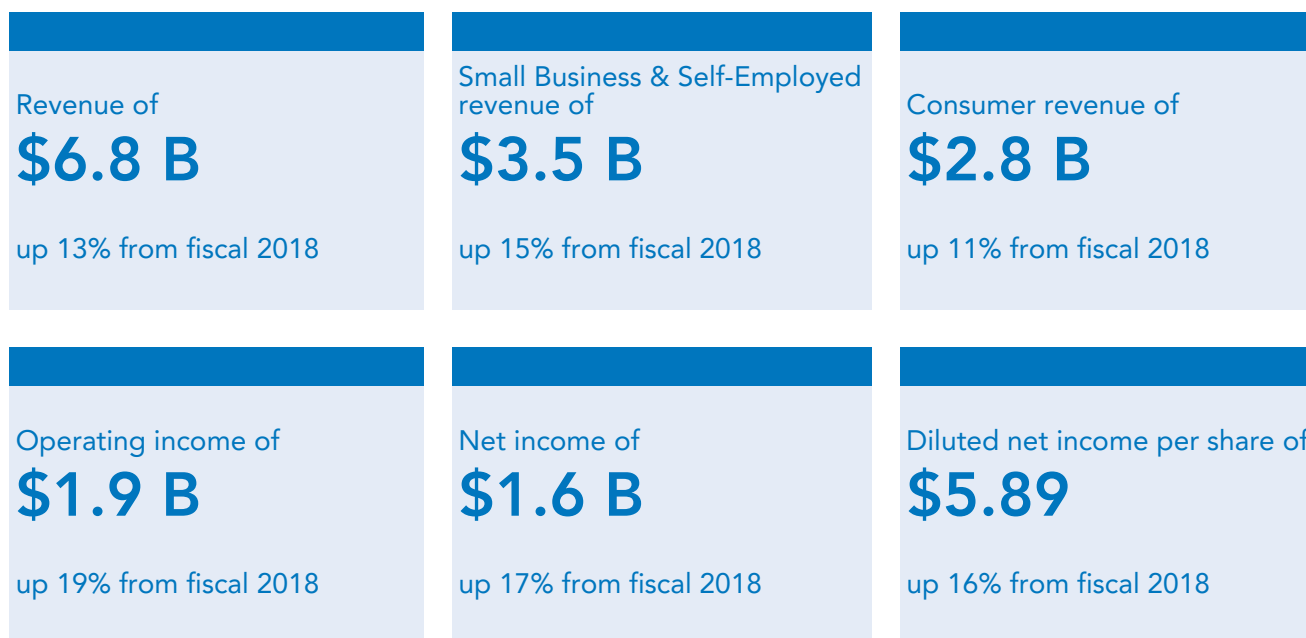 Revenue of
$6.8 B
up 13% from fiscal 2018
Small Business & Self-Employed
revenue of
$3.5 B
up 15% from fiscal 2018
Consumer revenue of
$2.8 B
up 11% from fiscal 2018
Operating income of
$1.9 B
up 19% from fiscal 2018
Net income of
$1.6 B
up 17% from fiscal 2018
Diluted net income per share of
$5.89
up 16% from fiscal 2018